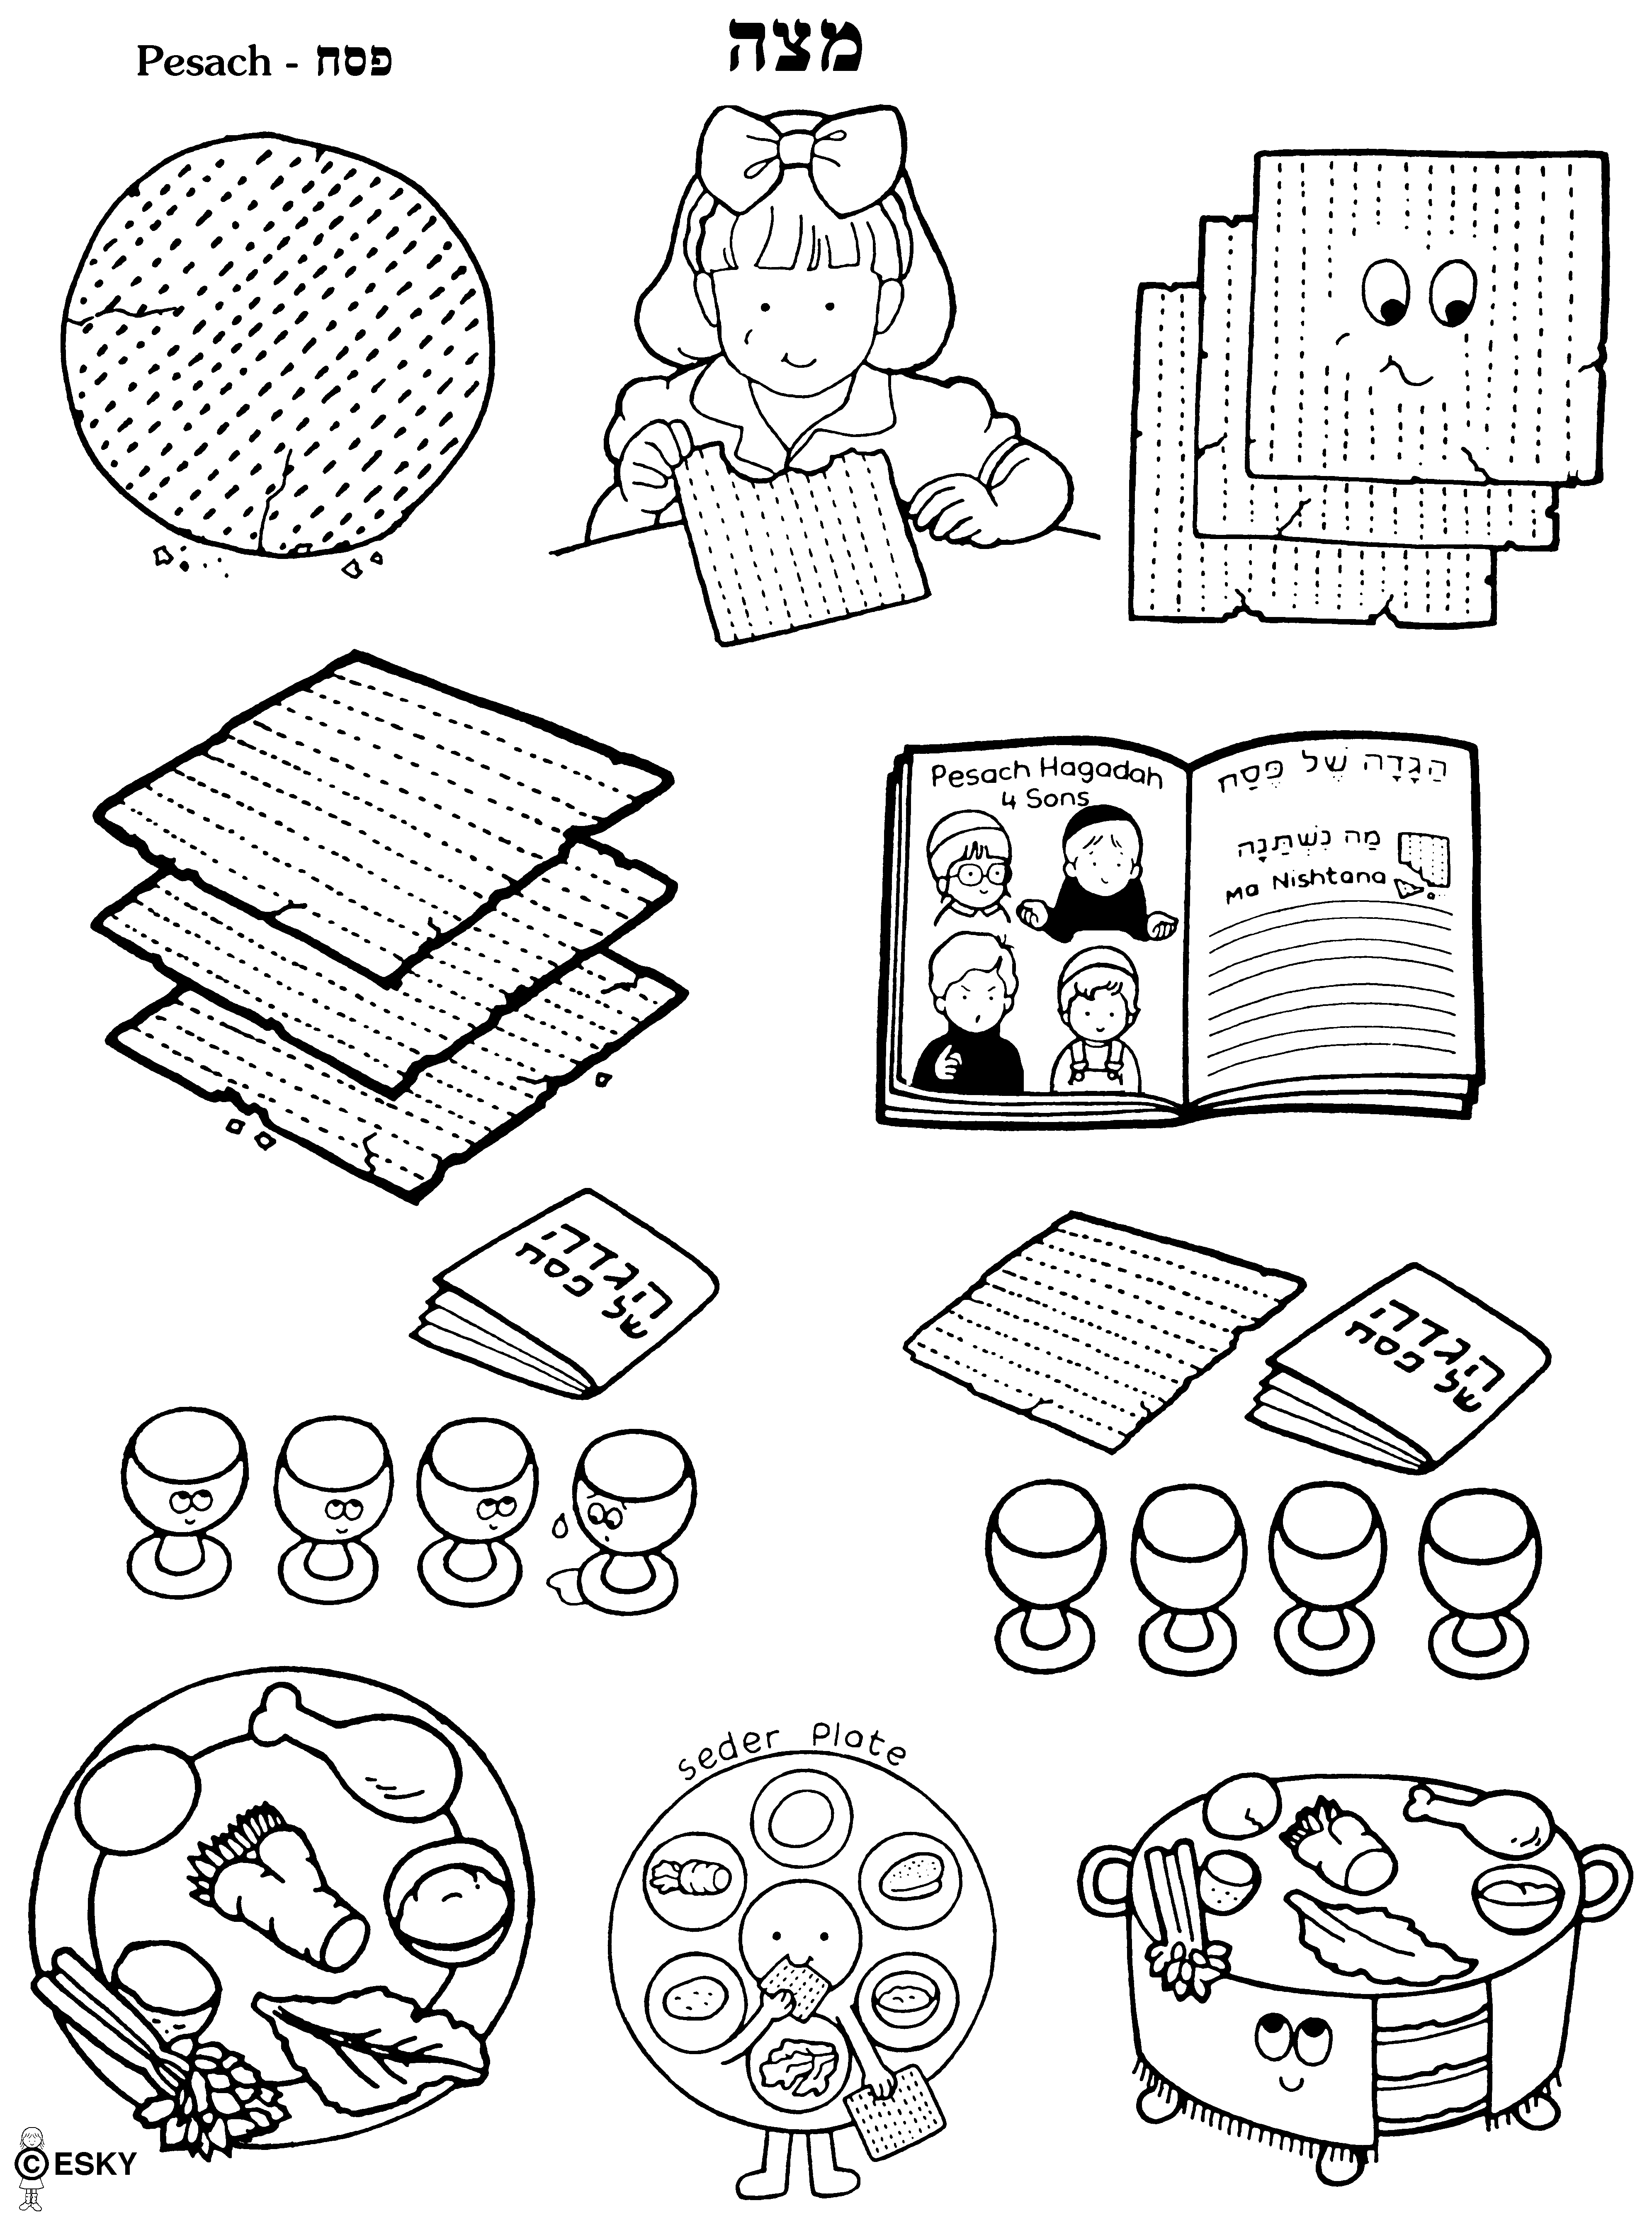 Pesach - פסח
מצה
Pesach Hagadah
4 Sons
הַגָּדָה שֶׁל פֶּסַח
מַה נִשְׁתַּנָה
Ma Nishtana
הגדה
של פסח
הגדה
של פסח
seder Plate
© ESKY